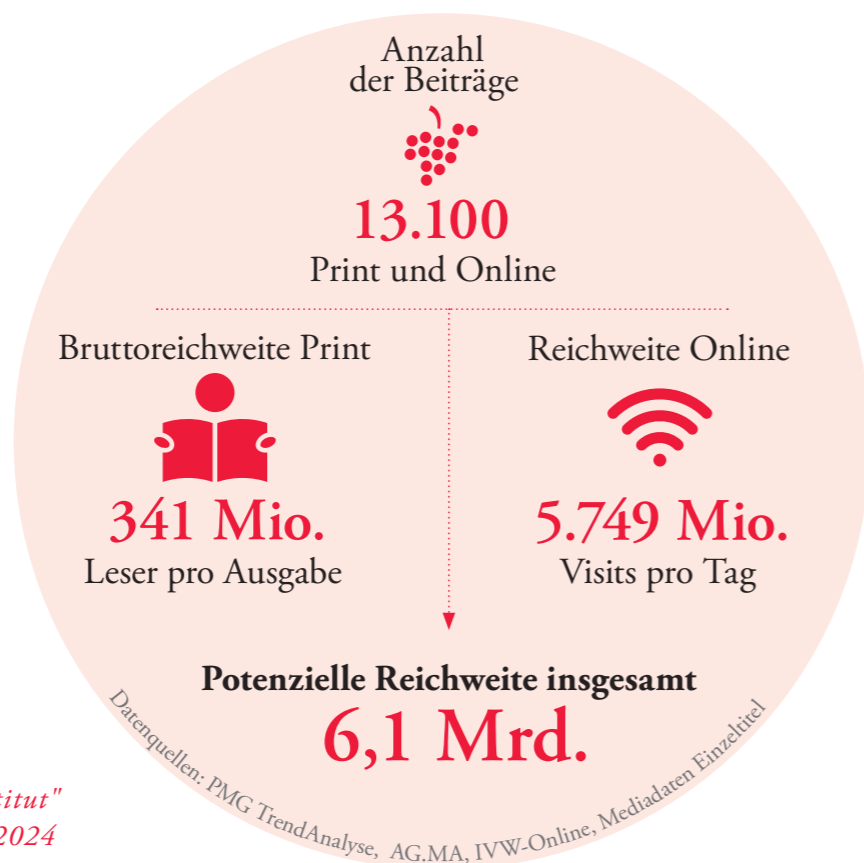 Anzahl
der Beiträge
13.100
Print und Online
Bruttoreichweite Print
341 Mio.
Leser pro Ausgabe
Reichweite Online
5.749 Mio.
Visits pro Tag
Potenzielle Reichweite insgesamt
6,1 Mrd.
Datenquellen: PMG TrendAnalyse, AG.MA, IVW-Online, Mediadaten Einzeltitel
titut"
2024